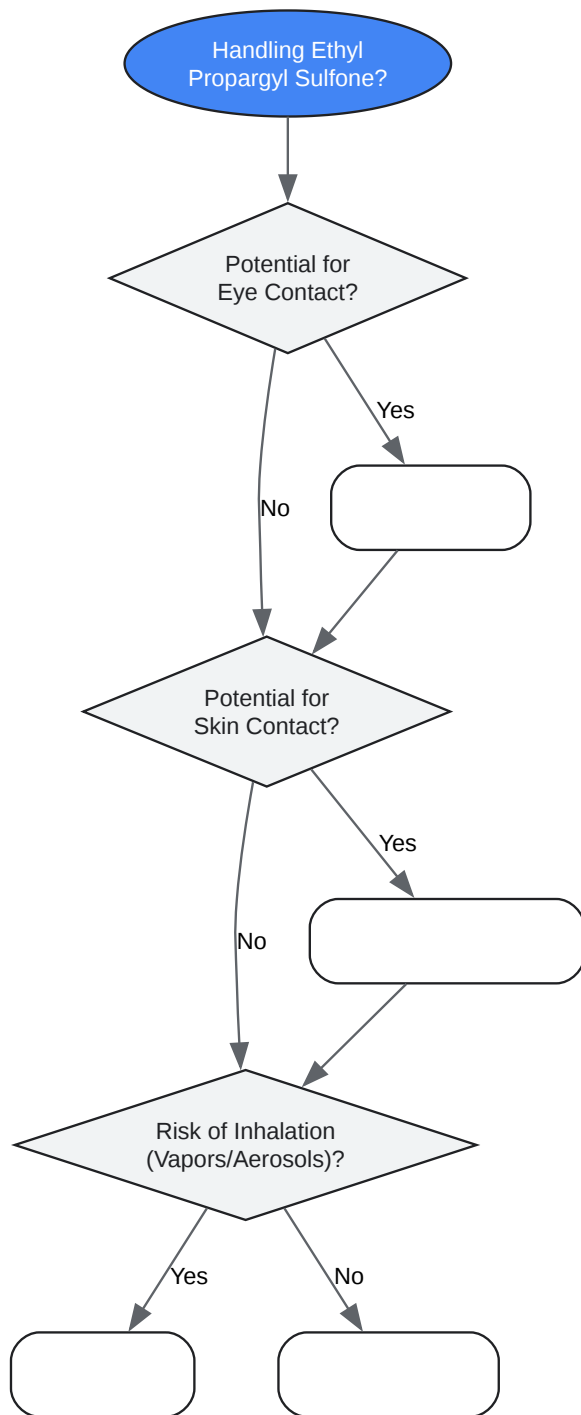 Handling Ethyl
Propargyl Sulfone?
Potential for
Eye Contact?
Yes
No
Potential for
Skin Contact?
Yes
No
Risk of Inhalation
(Vapors/Aerosols)?
Yes
No